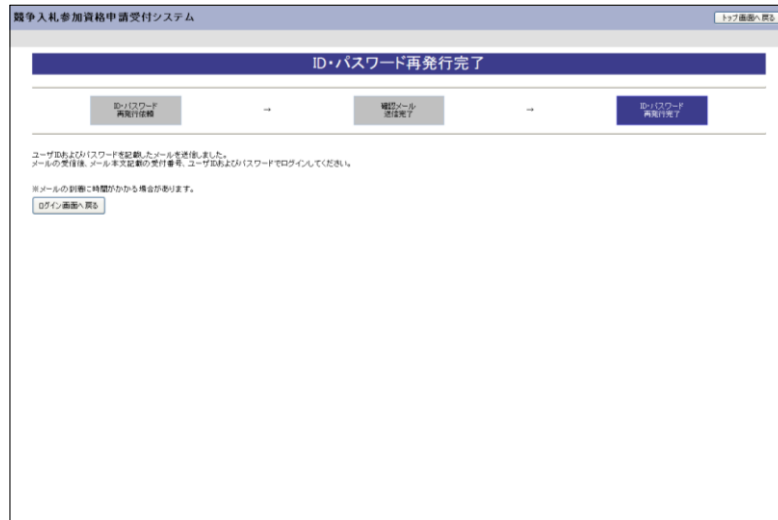 競争入札参加資格申請受付システム
トップ画面へ戻る
ID・パスワード再発行完了
ID・パスワード
再発行依頼
→
確認メール
送信完了
→
ID・パスワード
再発行完了
ユーザIDおよびパスワードを記載したメールを送信しました。
メールの受信後、メール本文記載の受付番号、ユーザIDおよびパスワードでログインしてください。
※メールの到着に時間がかかる場合があります。
ログイン画面へ戻る